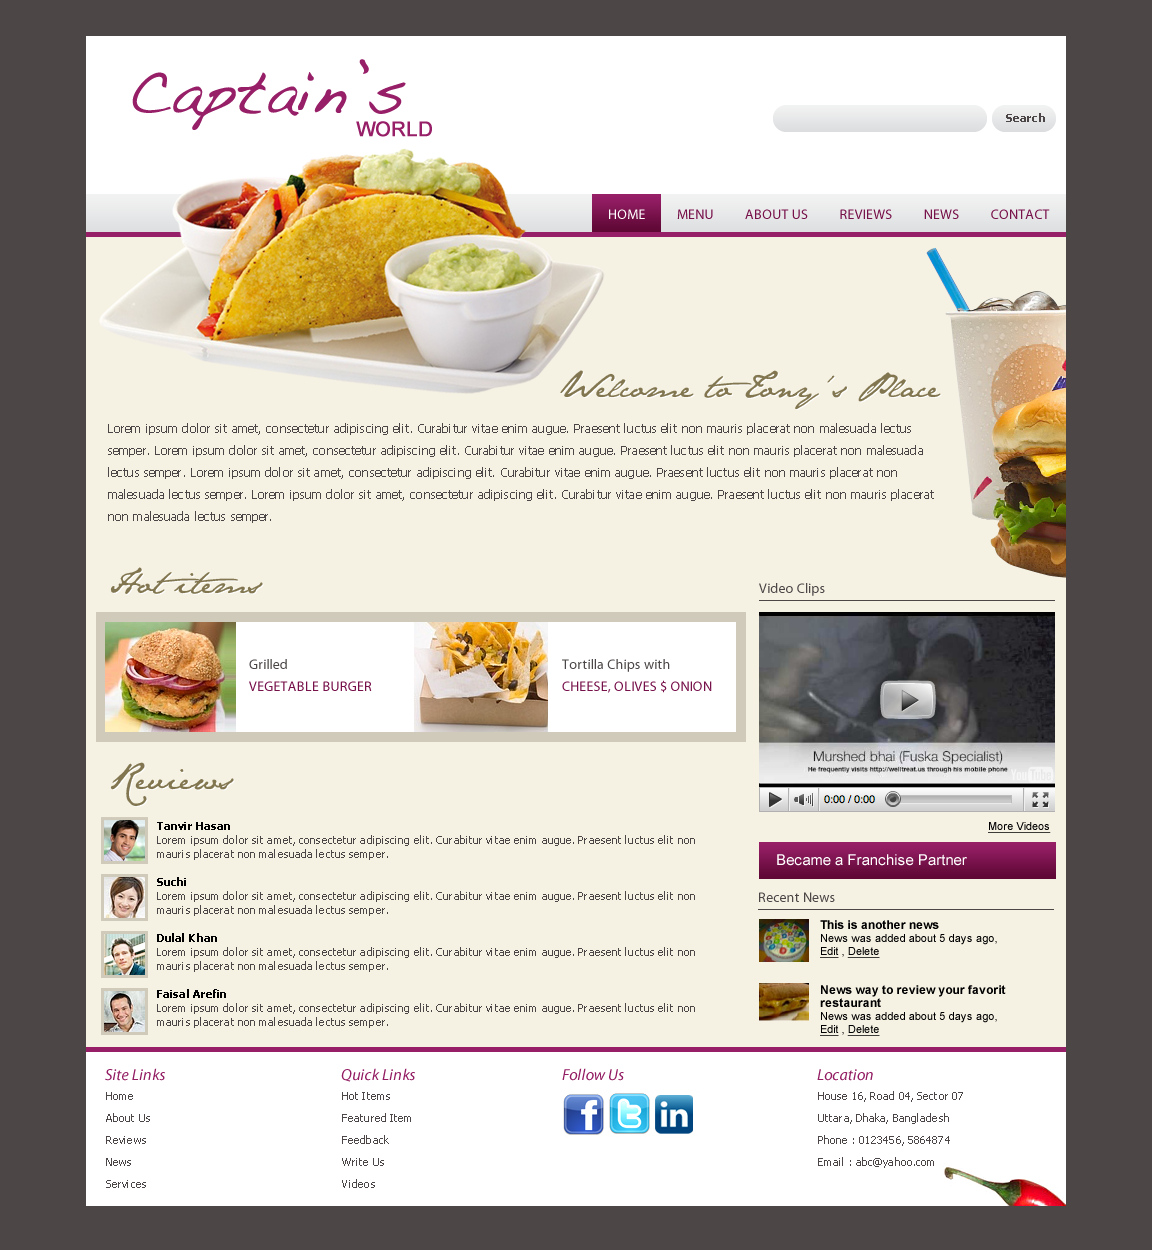 Captain's
WORLD
Search
HOME MENU ABOUT US REVIEWS NEWS CONTACT
Welcome to Tony's Place
Lorem ipsum dolor sit amet, consectetur adipiscing elit. Curabitur vitae enim augue. Praesent luctus elit non mauris placerat non malesuada lectus
semper. Lorem ipsum dolor sit amet, consectetur adipiscing elit. Curabitur vitae enim augue. Praesent luctus elit non mauris placerat non malesuada
lectus semper. Lorem ipsum dolor sit amet, consectetur adipiscing elit. Curabitur vitae enim augue. Praesent luctus elit non mauris placerat non
malesuada lectus semper. Lorem ipsum dolor sit amet, consectetur adipiscing elit. Curabitur vitae enim augue. Praesent luctus elit non mauris placerat
non malesuada lectus semper.
Hot items
Grilled
VEGETABLE BURGER
Tortilla Chips with
CHEESE, OLIVES $ ONION
Reviews
Tanvir Hasan
Lorem ipsum dolor sit amet, consectetur adipiscing elit. Curabitur vitae enim augue. Praesent luctus elit non
mauris placerat non malesuada lectus semper.
Suchi
Lorem ipsum dolor sit amet, consectetur adipiscing elit. Curabitur vitae enim augue. Praesent luctus elit non
mauris placerat non malesuada lectus semper.
Dulal Khan
Lorem ipsum dolor sit amet, consectetur adipiscing elit. Curabitur vitae enim augue. Praesent luctus elit non
mauris placerat non malesuada lectus semper.
Faisal Arefin
Lorem ipsum dolor sit amet, consectetur adipiscing elit. Curabitur vitae enim augue. Praesent luctus elit non
mauris placerat non malesuada lectus semper.
Video Clips
Murshed bhai (Fuska Specialist)
He frequently visits http://welltreat.us through his mobile phone
YouTube
0:00 / 0:00
More Videos
Became a Franchise Partner
Recent News
This is another news
News was added about 5 days ago,
Edit , Delete
News way to review your favorit
restaurant
News was added about 5 days ago,
Edit , Delete
Site Links
Home
About Us
Reviews
News
Services
Quick Links
Hot Items
Featured Item
Feedback
Write Us
Videos
Follow Us
f t in
Location
House 16, Road 04, Sector 07
Uttara, Dhaka, Bangladesh
Phone : 0123456, 5864874
Email : abc@yahoo.com